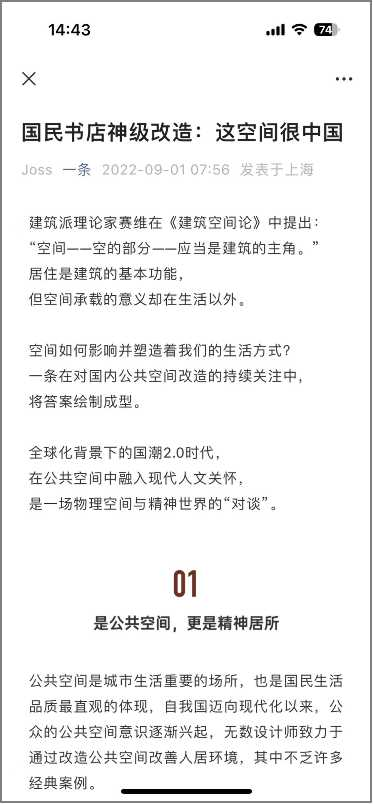 14:43
74
国民书店神级改造：这空间很中国
Joss 一条 2022-09-01 07:56 发表于上海
建筑派理论家赛维在《建筑空间论》中提出：
“空间——空的部分——应当是建筑的主角。”
居住是建筑的基本功能，
但空间承载的意义却在生活以外。
空间如何影响并塑造着我们的生活方式？
一条在对国内公共空间改造的持续关注中，
将答案绘制成型。
全球化背景下的国潮2.0时代，
在公共空间中融入现代人文关怀，
是一场物理空间与精神世界的“对谈”。
01
是公共空间，更是精神居所
公共空间是城市生活重要的场所，也是国民生活
品质最直观的体现，自我国迈向现代化以来，公
众的公共空间意识逐渐兴起，无数设计师致力于
通过改造公共空间改善人居环境，其中不乏许多
经典案例。